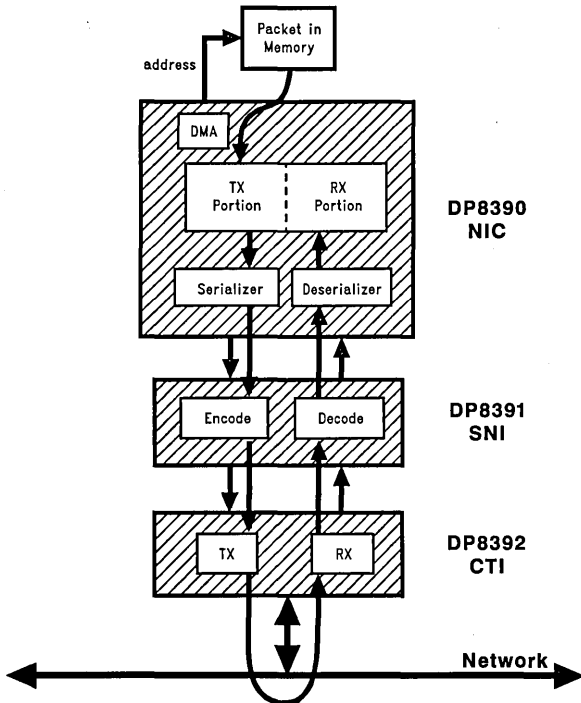 Packet in
Memory
address
DMA
TX
Portion
RX
Portion
DP8390
NIC
Serializer
Deserializer
Encode
Decode
DP8391
SNI
TX
RX
DP8392
CTI
Network